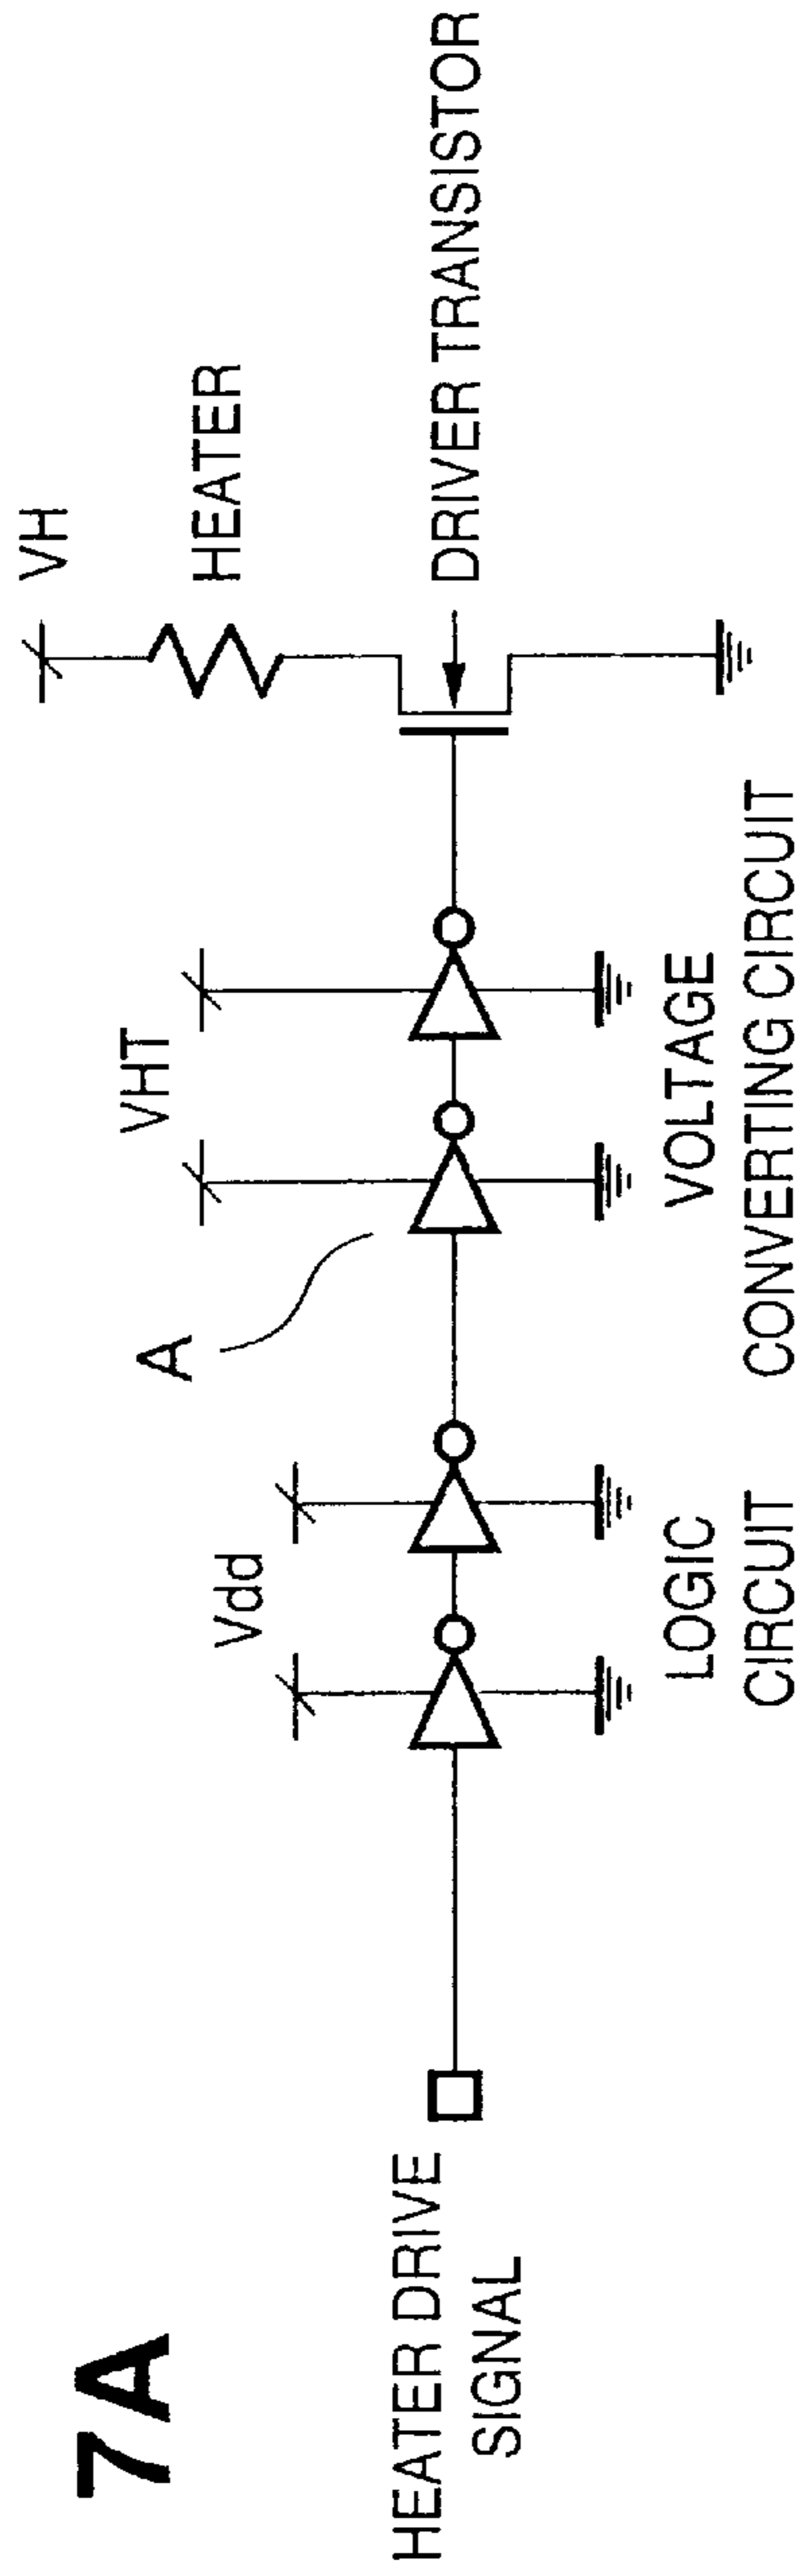 7A
VH
HEATER
DRIVER TRANSISTOR
VHT
A
Vdd
HEATER DRIVE
SIGNAL
LOGIC
CIRCUIT
VOLTAGE
CONVERTING CIRCUIT